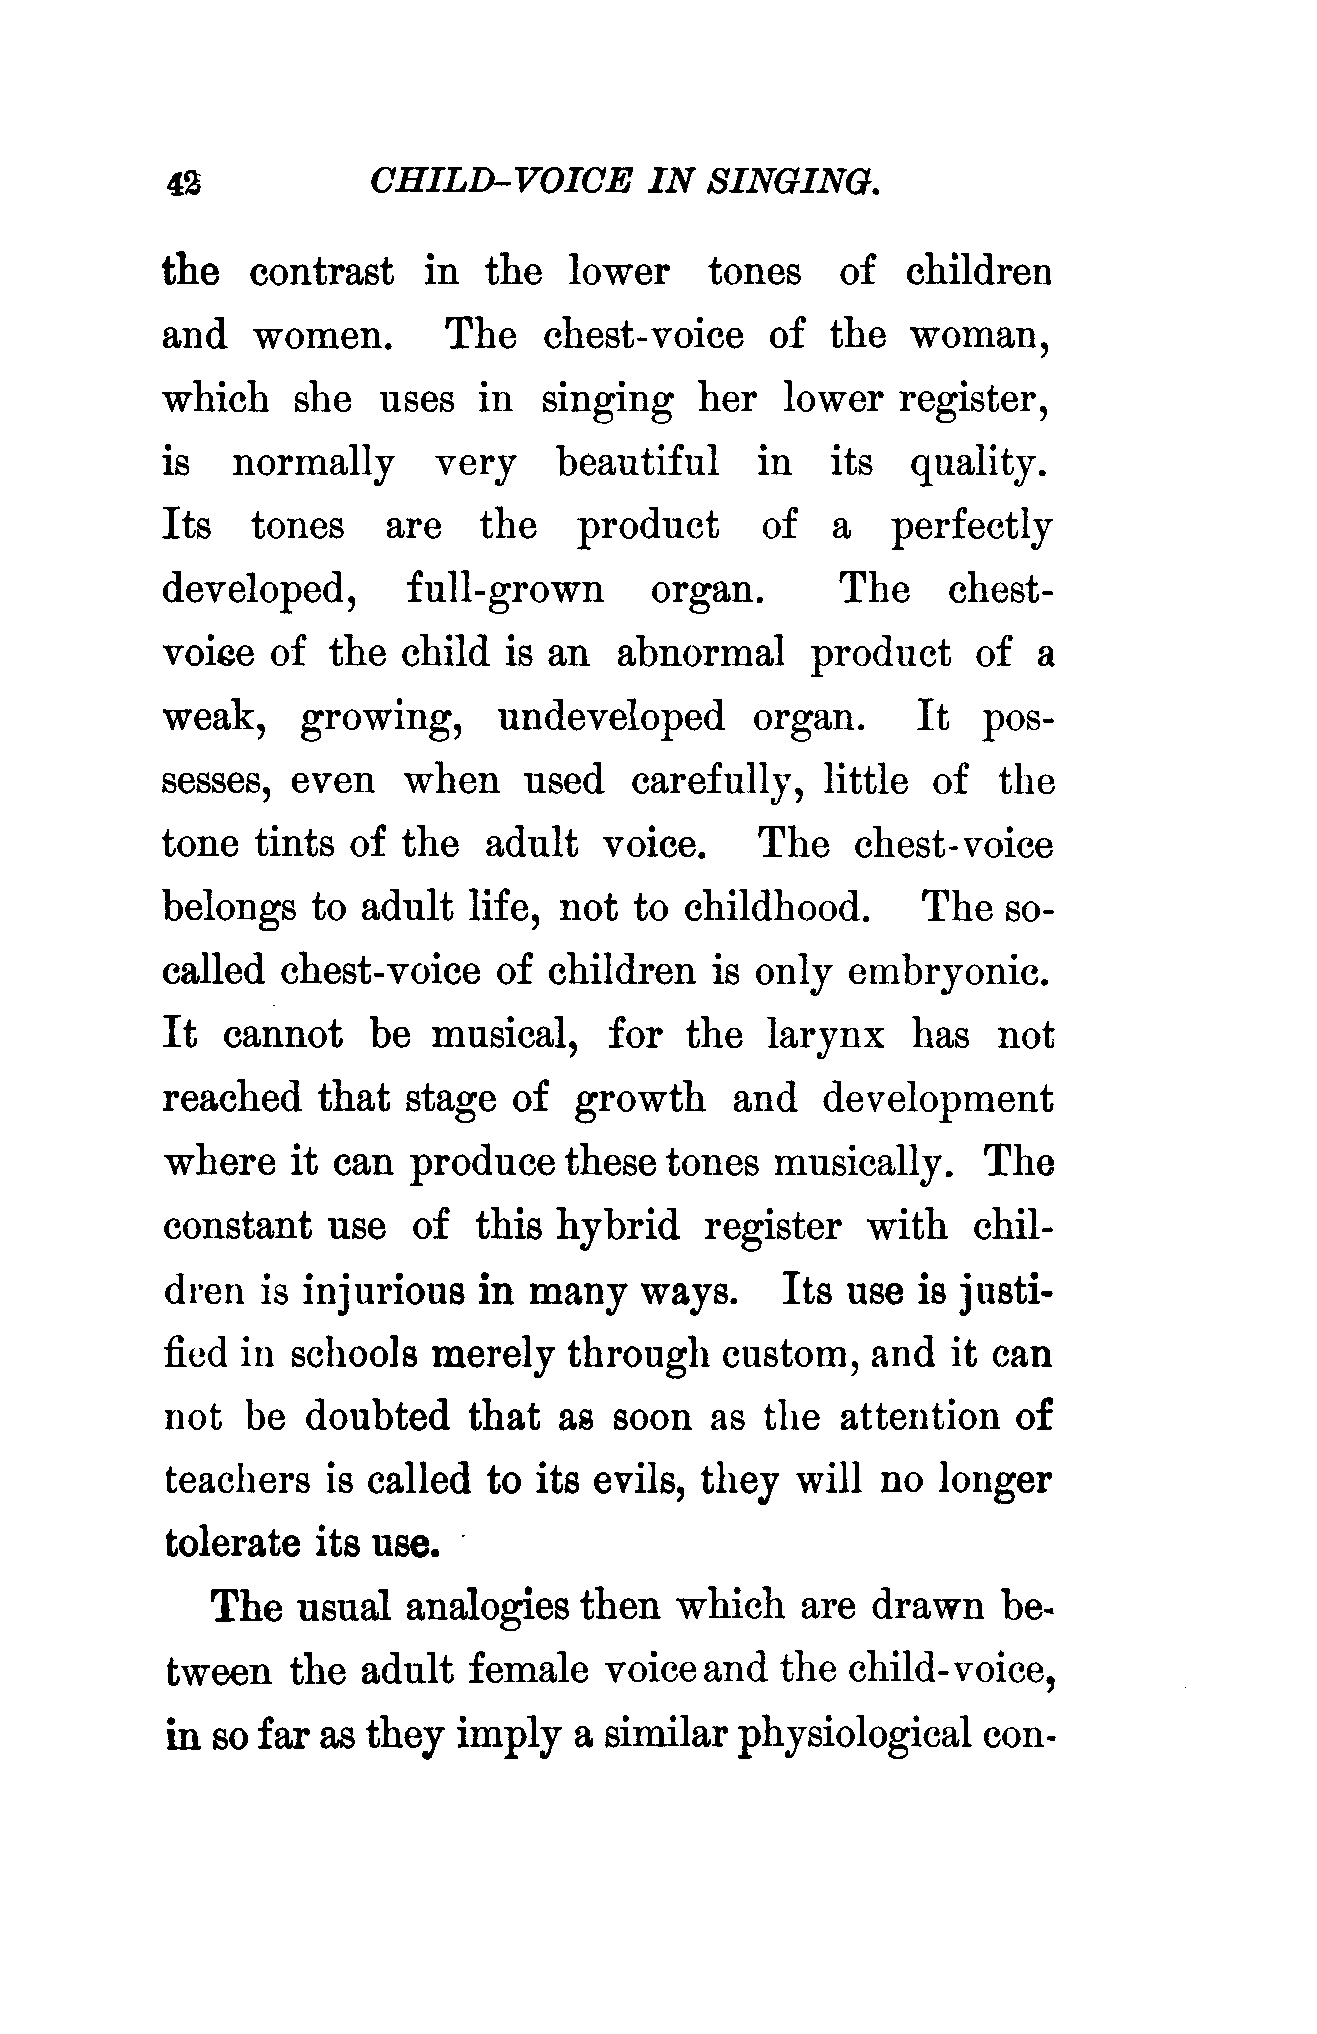 42 CHILD-VOICE IN SINGING.
the contrast in the lower tones of children
and women. The chest-voice of the woman,
which she uses in singing her lower register,
is normally very beautiful in its quality.
Its tones are the product of a perfectly
developed, full-grown organ. The chest-
voice of the child is an abnormal product of a
weak, growing, undeveloped organ. It pos-
sesses, even when used carefully, little of the
tone tints of the adult voice. The chest-voice
belongs to adult life, not to childhood. The so-
called chest-voice of children is only embryonic.
It cannot be musical, for the larynx has not
reached that stage of growth and development
where it can produce these tones musically. The
constant use of this hybrid register with chil-
dren is injurious in many ways. Its use is justi-
fied in schools merely through custom, and it can
not be doubted that as soon as the attention of
teachers is called to its evils, they will no longer
tolerate its use.
The usual analogies then which are drawn be-
tween the adult female voice and the child-voice,
in so far as they imply a similar physiological con-